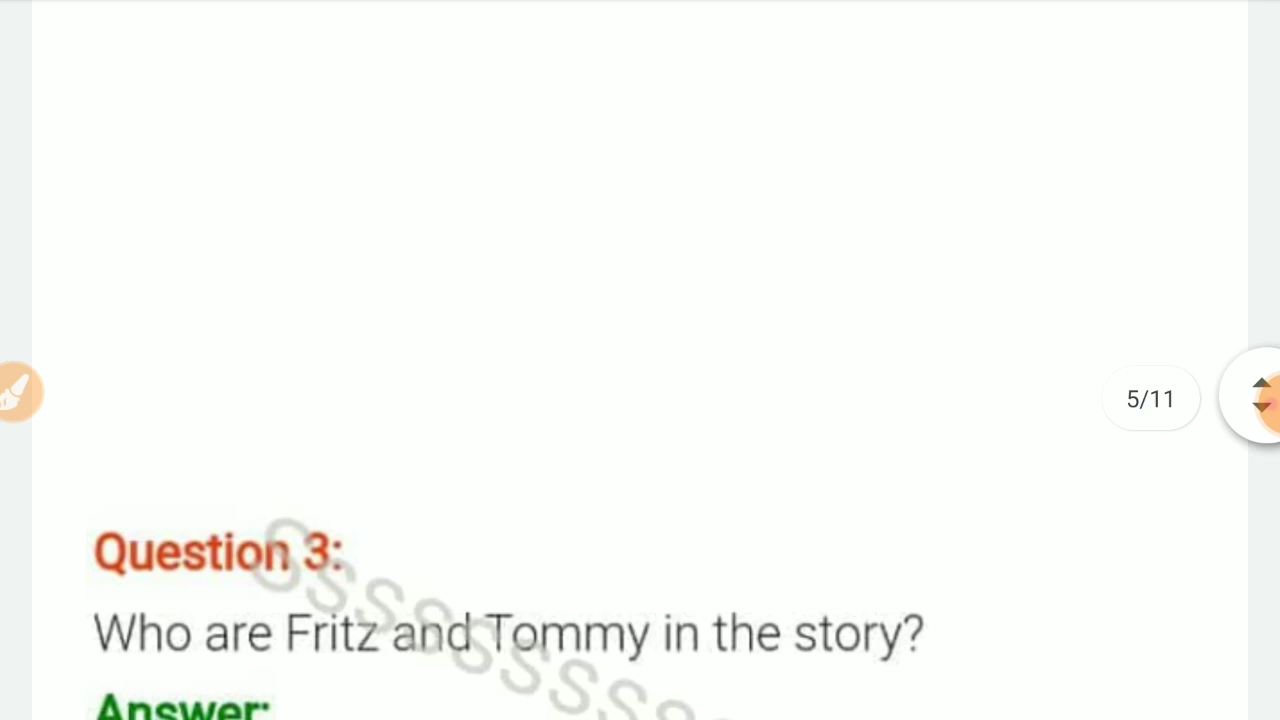 5/11
Question 3:
Who are Fritz and Tommy in the story?
Answer: